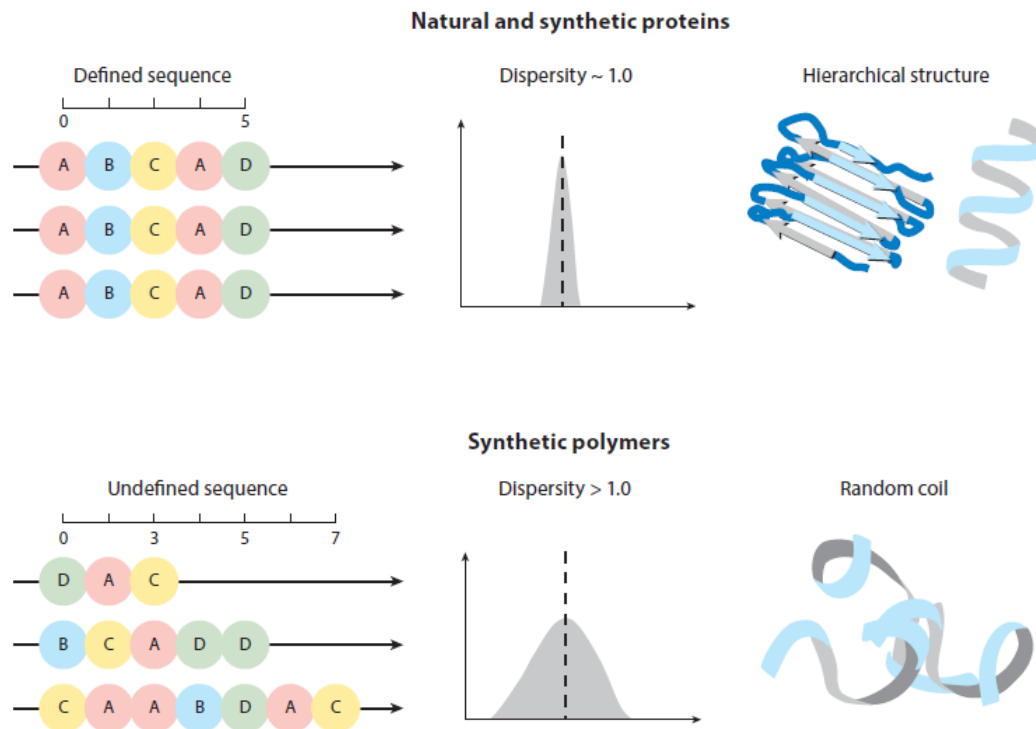 Natural and synthetic proteins
Defined sequence
Dispersity ~ 1.0
Hierarchical structure
0 5
A B C A D
A B C A D
A B C A D
Synthetic polymers
Undefined sequence
Dispersity > 1.0
Random coil
0 3 5 7
D A C
B C A D D
C A A B D A C